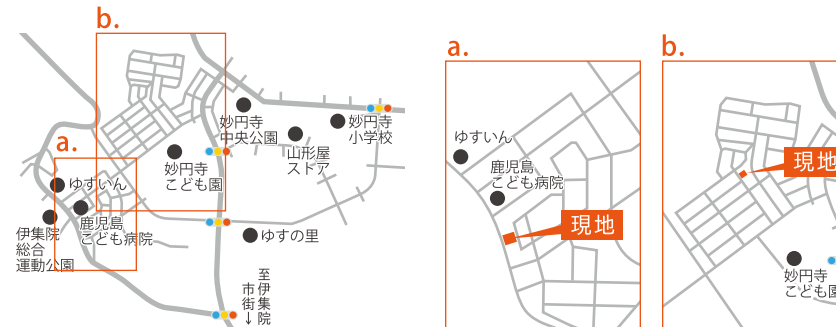 b.
妙円寺
中央公園
妙円寺
小学校
山形屋
ストア
a.
妙円寺
こども園
ゆすいん
鹿児島
こども病院
伊集院
総合
運動公園
ゆすの里
至伊集院
市街↓
a.
ゆすいん
鹿児島
こども病院
現地
b.
現地
妙円寺
こども園